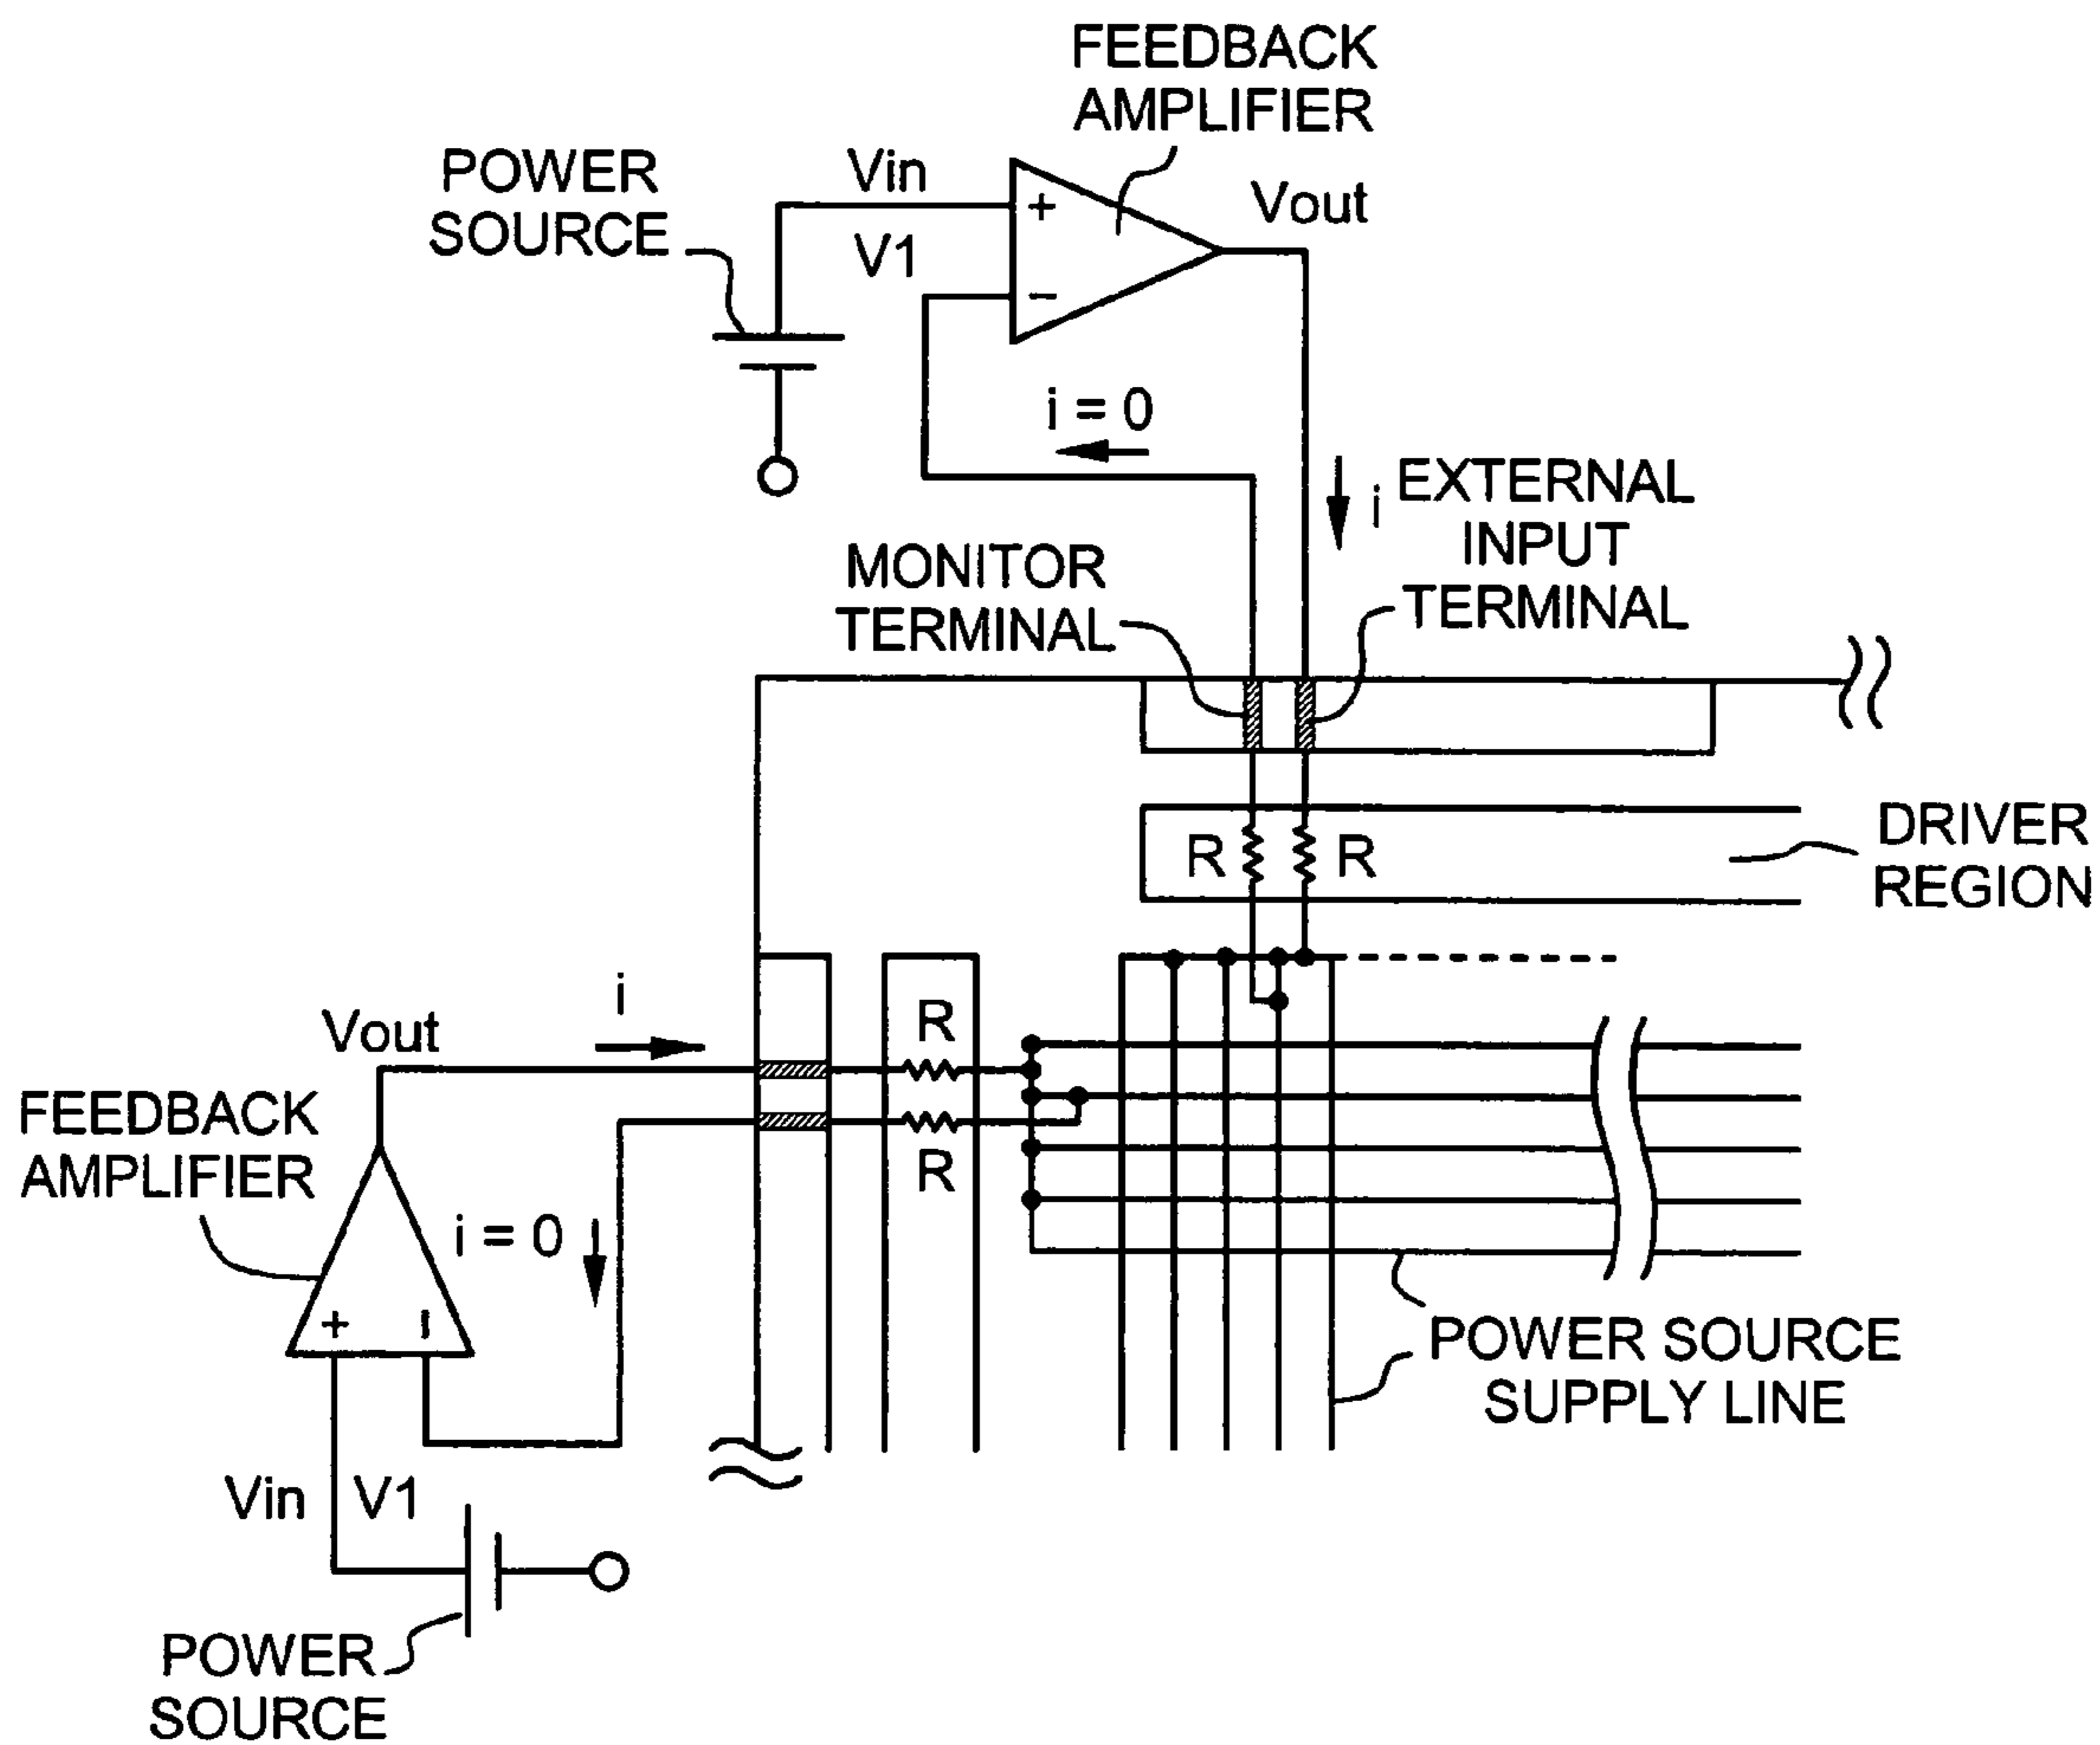 FEEDBACK
AMPLIFIER
POWER
SOURCE
Vin
V1
+
−
Vout
i = 0
i
EXTERNAL
INPUT
TERMINAL
MONITOR
TERMINAL
R
R
DRIVER
REGION
i
Vout
R
R
FEEDBACK
AMPLIFIER
i = 0
+
−
Vin
V1
POWER SOURCE
SUPPLY LINE
POWER
SOURCE